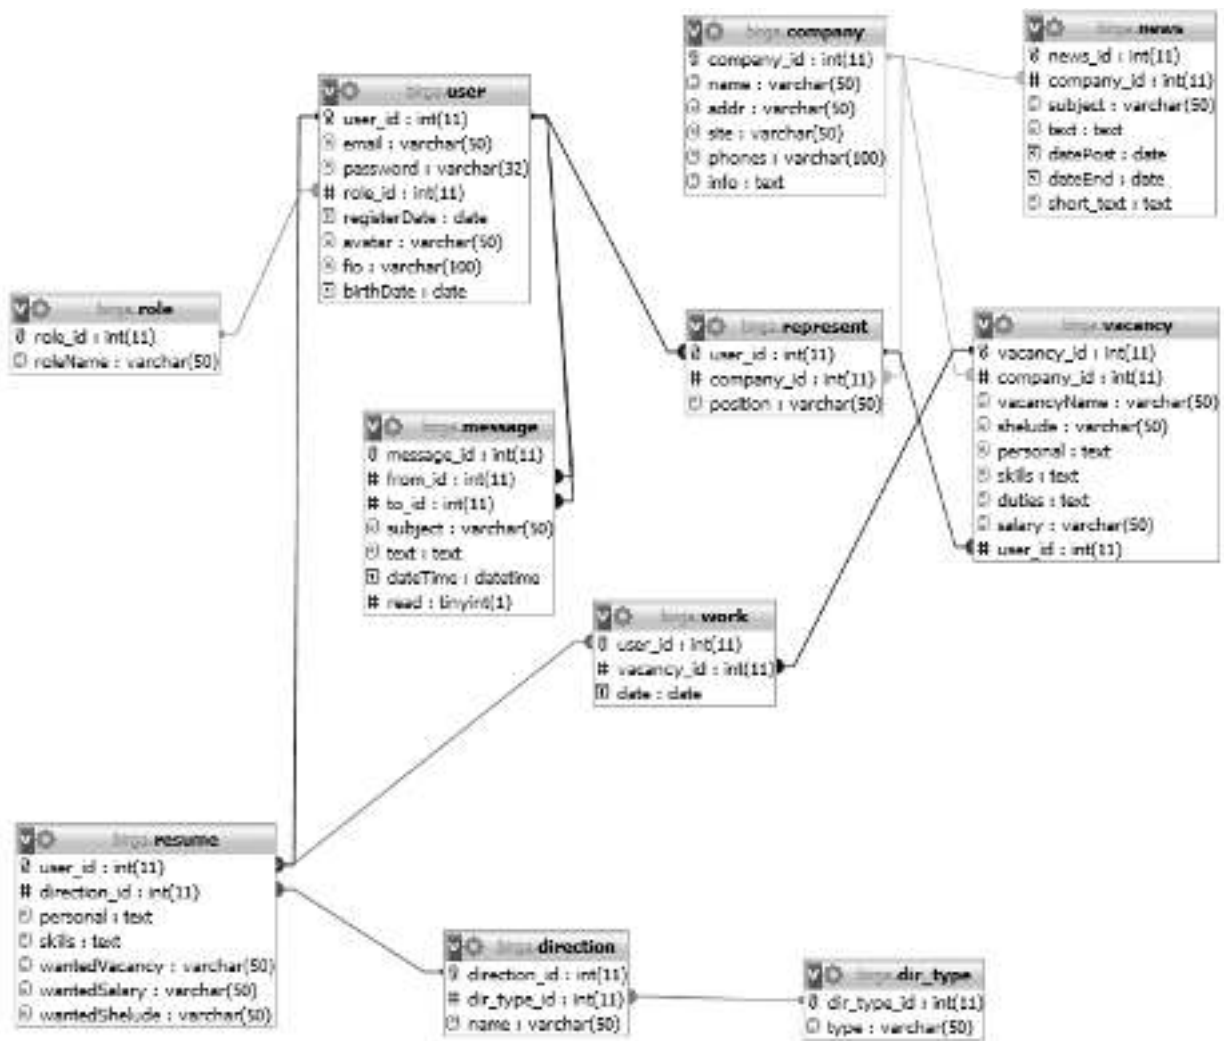 company
company_id : int(11)
name : varchar(50)
addr : varchar(50)
site : varchar(50)
phones : varchar(100)
info : text
news
news_id : int(11)
company_id : int(11)
subject : varchar(50)
text : text
datePost : date
dateEnd : date
short_text : text
user
user_id : int(11)
email : varchar(50)
password : varchar(32)
role_id : int(11)
registerDate : date
avatar : varchar(50)
fio : varchar(100)
birthDate : date
role
role_id : int(11)
roleName : varchar(50)
represent
user_id : int(11)
company_id : int(11)
position : varchar(50)
vacancy
vacancy_id : int(11)
company_id : int(11)
vacancyName : varchar(50)
shelude : varchar(50)
personal : text
skills : text
duties : text
salary : varchar(50)
user_id : int(11)
message
message_id : int(11)
from_id : int(11)
to_id : int(11)
subject : varchar(50)
text : text
dateTime : datetime
read : tinyint(1)
work
user_id : int(11)
vacancy_id : int(11)
date : date
resume
user_id : int(11)
direction_id : int(11)
personal : text
skills : text
wantedVacancy : varchar(50)
wantedSalary : varchar(50)
wantedShelude : varchar(50)
direction
direction_id : int(11)
dir_type_id : int(11)
name : varchar(50)
dir_type
dir_type_id : int(11)
type : varchar(50)